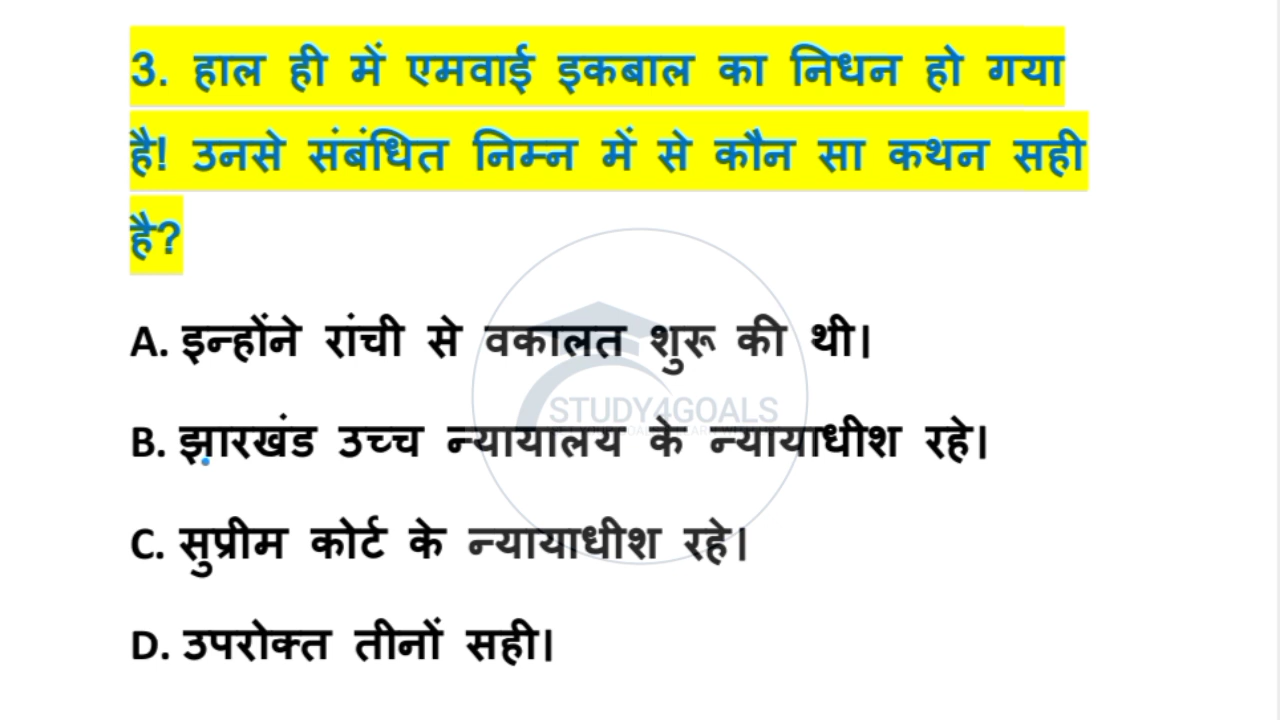 3. हाल ही में एमवाई इकबाल का निधन हो गया
है! उनसे संबंधित निम्न में से कौन सा कथन सही
है?
A. इन्होंने रांची से वकालत शुरू की थी।
STUDY4GOALS
B. झारखंड उच्च न्यायालय के न्यायाधीश रहे।
C. सुप्रीम कोर्ट के न्यायाधीश रहे।
D. उपरोक्त तीनों सही।